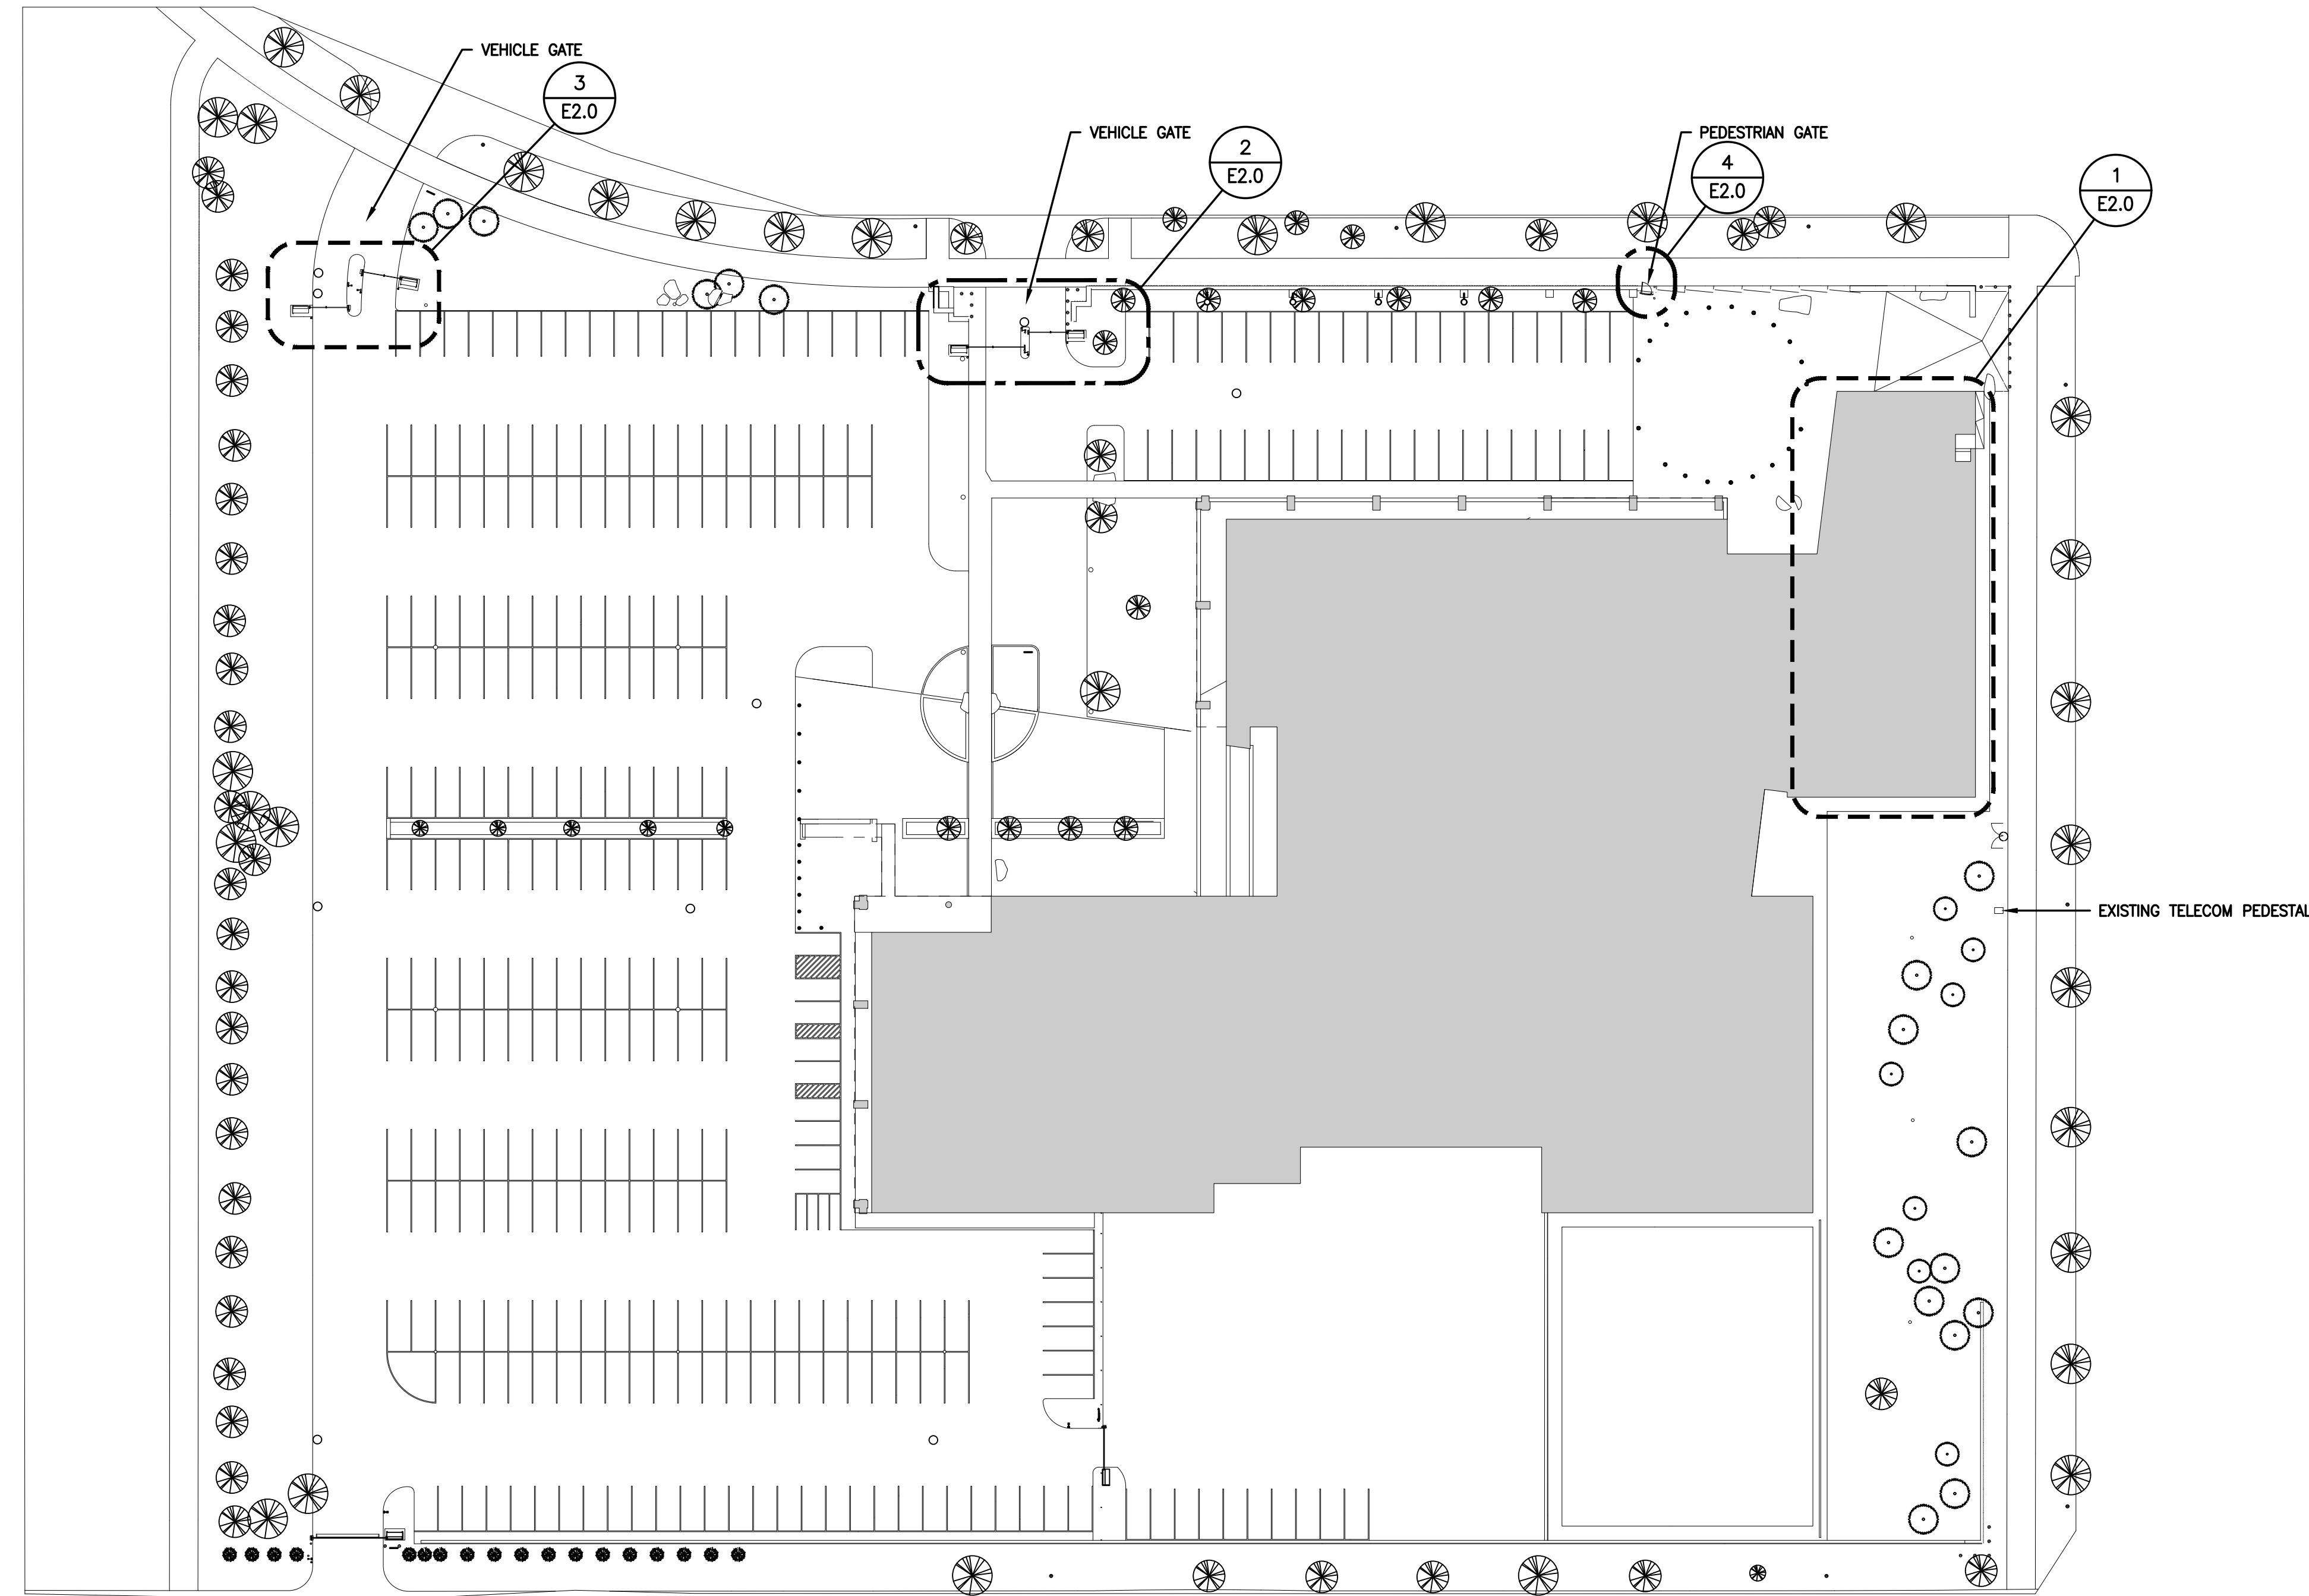 VEHICLE GATE
3
E2.0
VEHICLE GATE
2
E2.0
PEDESTRIAN GATE
4
E2.0
1
E2.0
EXISTING TELECOM PEDESTAL